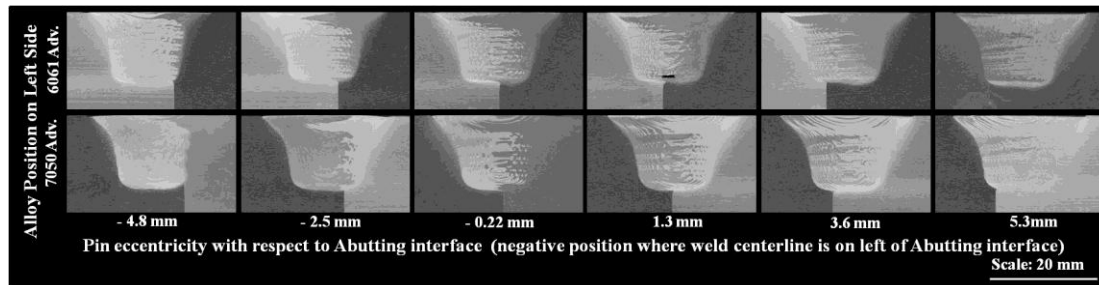 Alloy Position on Left Side
6061 Adv.
7050 Adv.
- 4.8 mm
- 2.5 mm
- 0.22 mm
1.3 mm
3.6 mm
5.3mm
Pin eccentricity with respect to Abutting interface (negative position where weld centerline is on left of Abutting interface)
Scale: 20 mm